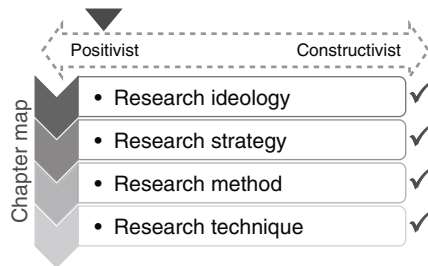 Positivist Constructivist
Chapter map
• Research ideology
• Research strategy
• Research method
• Research technique